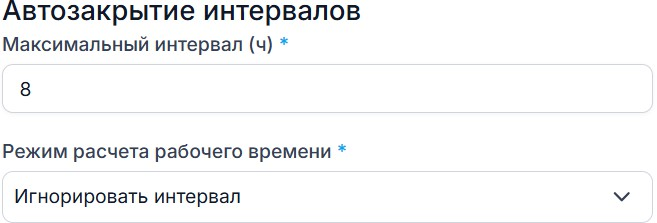 Автозакрытие интервалов
Максимальный интервал (ч) *
8
Режим расчета рабочего времени *
Игнорировать интервал